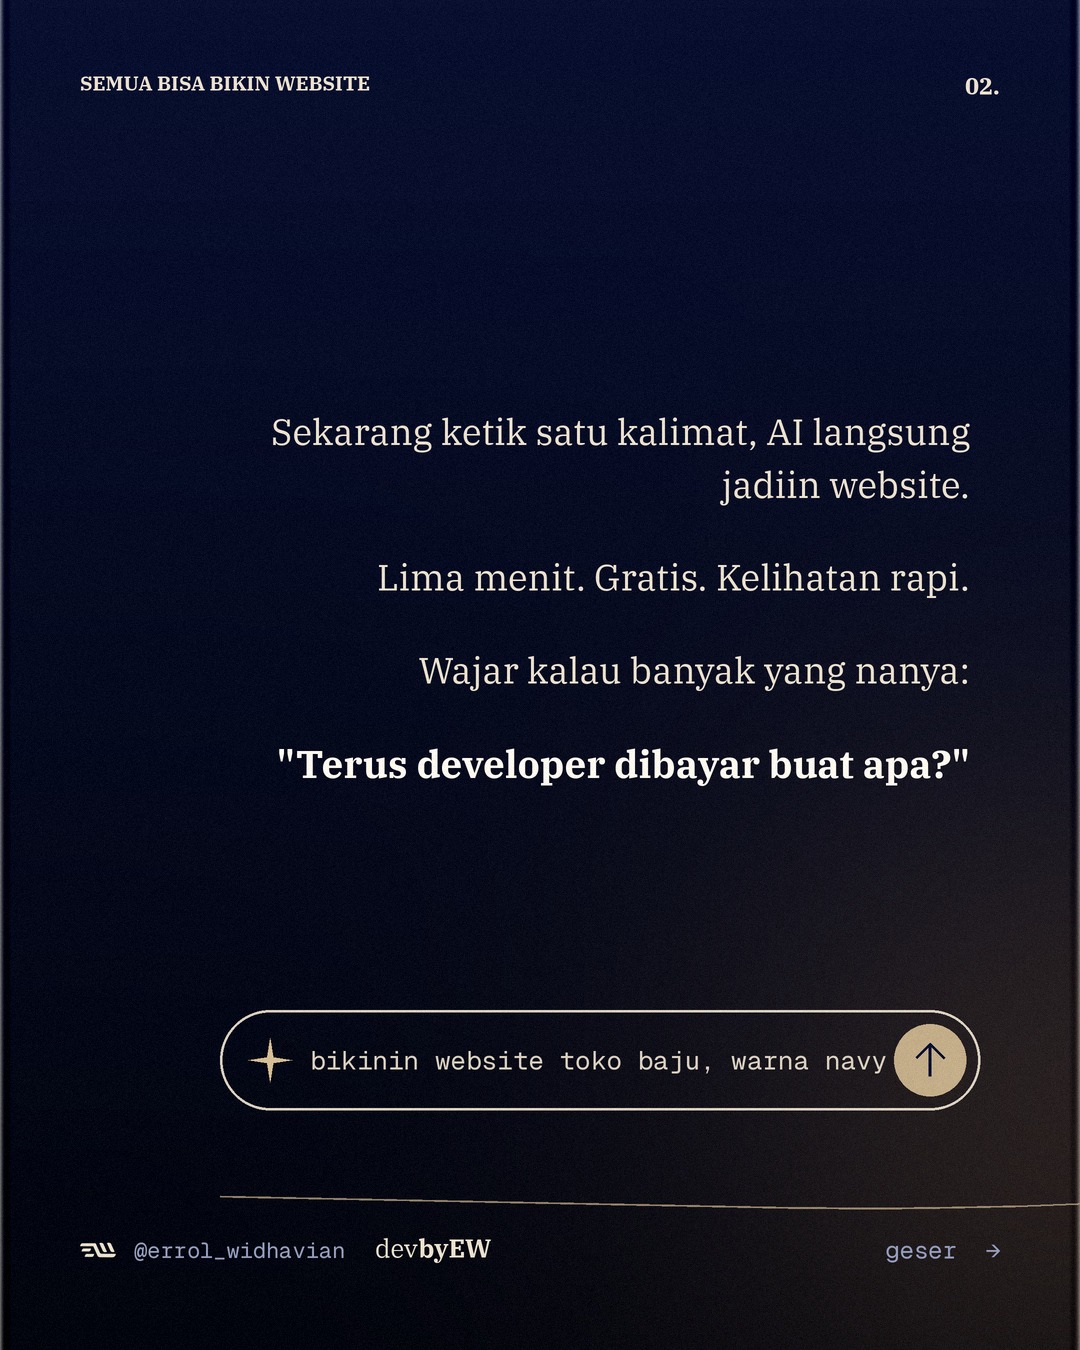 SEMUA BISA BIKIN WEBSITE
02.
Sekarang ketik satu kalimat, AI langsung
jadiin website.
Lima menit. Gratis. Kelihatan rapi.
Wajar kalau banyak yang nanya:
"Terus developer dibayar buat apa?"
bikinin website toko baju, warna navy
@errol_widhavian devbyEW
geser →